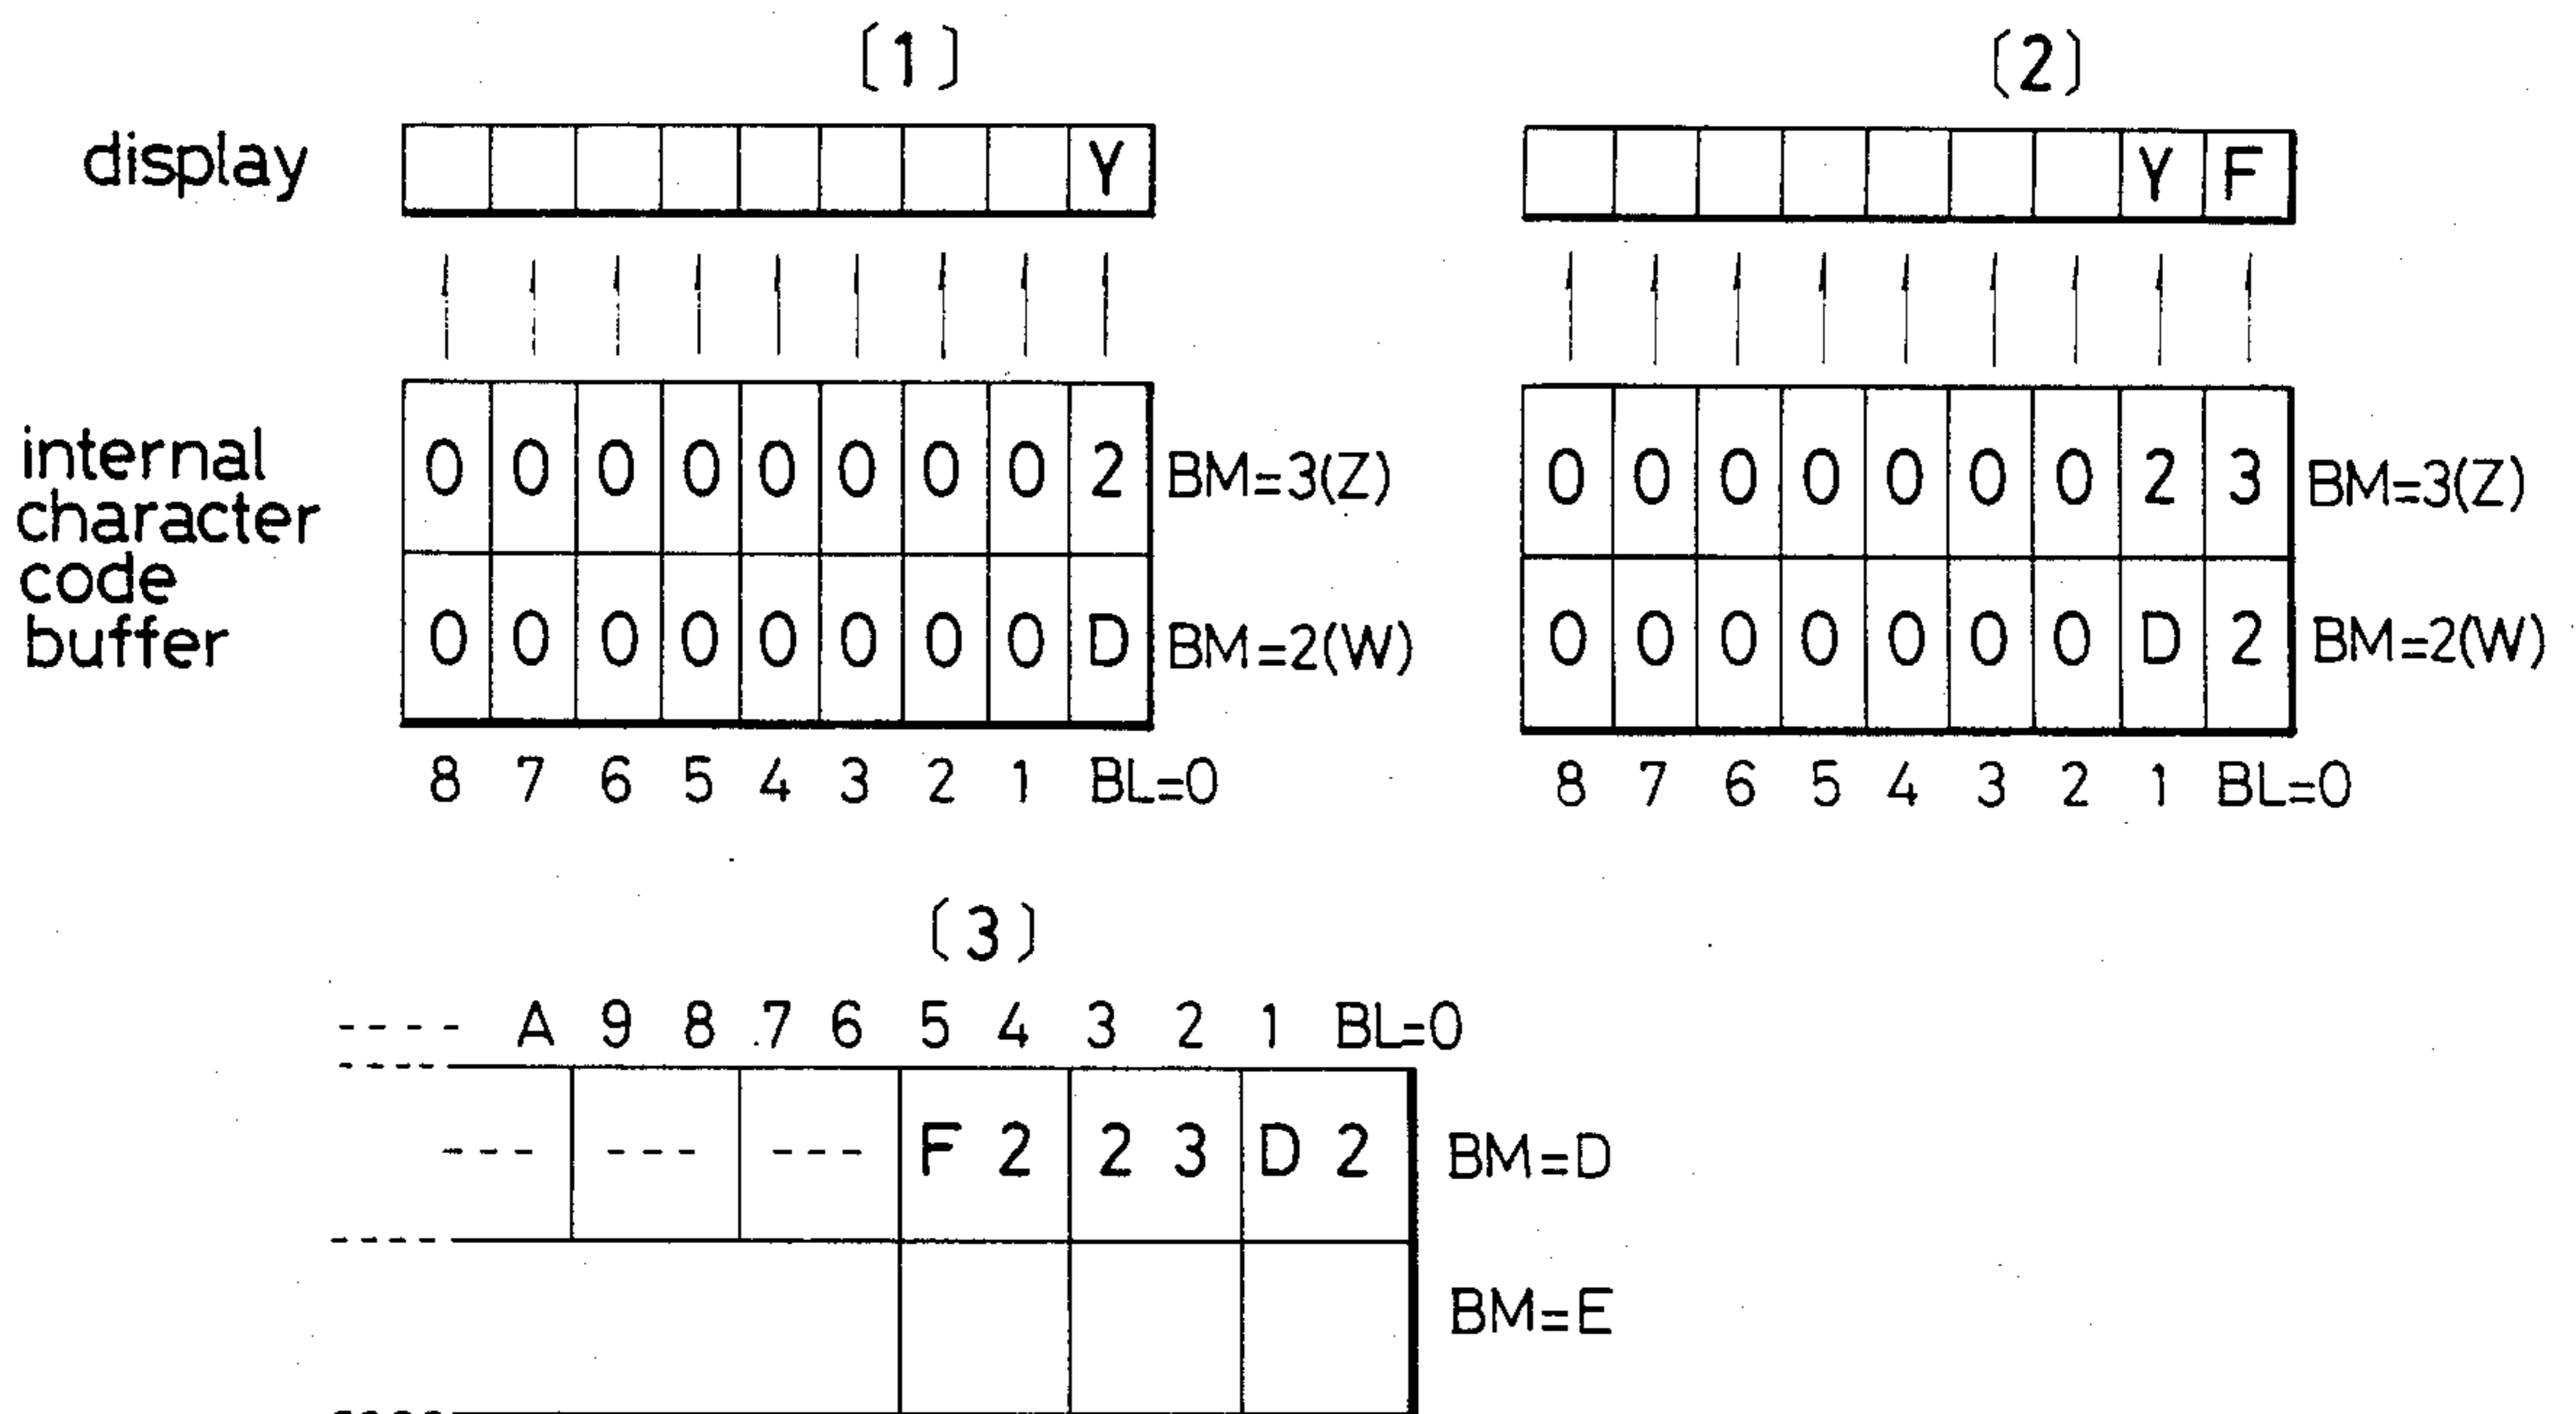 (1)
display Y
internal character code buffer
0 0 0 0 0 0 0 0 2 BM=3(Z)
0 0 0 0 0 0 0 0 D BM=2(W)
8 7 6 5 4 3 2 1 BL=0
(2)
Y F
0 0 0 0 0 0 0 2 3 BM=3(Z)
0 0 0 0 0 0 0 D 2 BM=2(W)
8 7 6 5 4 3 2 1 BL=0
(3)
---- A 9 8 7 6 5 4 3 2 1 BL=0
--- --- --- F 2 2 3 D 2 BM=D
BM=E